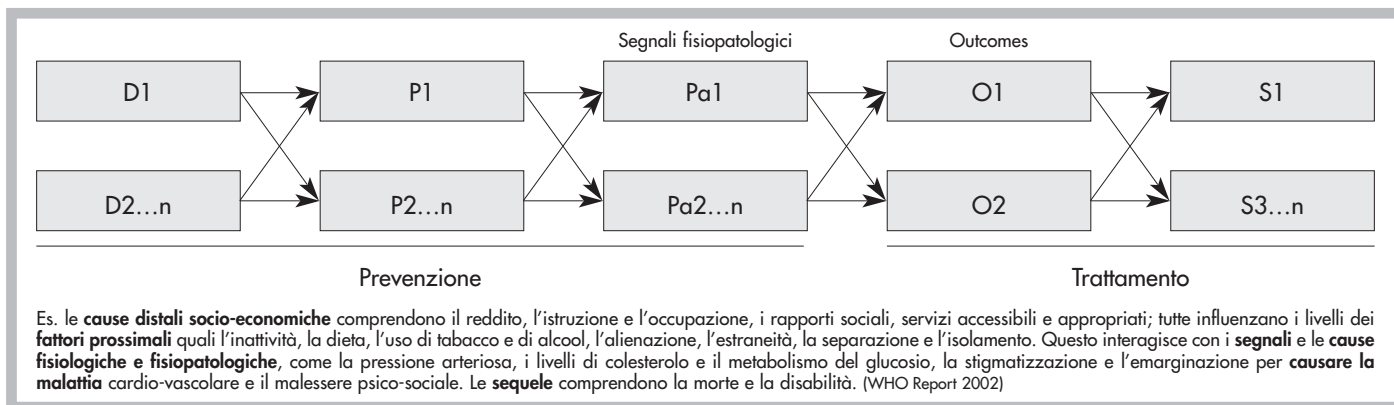 Segnali fisiopatologici Outcomes
D1 P1 Pa1 O1 S1
D2...n P2...n Pa2...n O2 S3...n
Prevenzione Trattamento
Es. le cause distali socio-economiche comprendono il reddito, l'istruzione e l'occupazione, i rapporti sociali, servizi accessibili e appropriati; tutte influenzano i livelli dei
fattori prossimali quali l'inattività, la dieta, l'uso di tabacco e di alcool, l'alienazione, l'estraneità, la separazione e l'isolamento. Questo interagisce con i segnali e le cause
fisiologiche e fisiopatologiche, come la pressione arteriosa, i livelli di colesterolo e il metabolismo del glucosio, la stigmatizzazione e l'emarginazione per causare la
malattia cardio-vascolare e il malessere psico-sociale. Le sequele comprendono la morte e la disabilità. (WHO Report 2002)